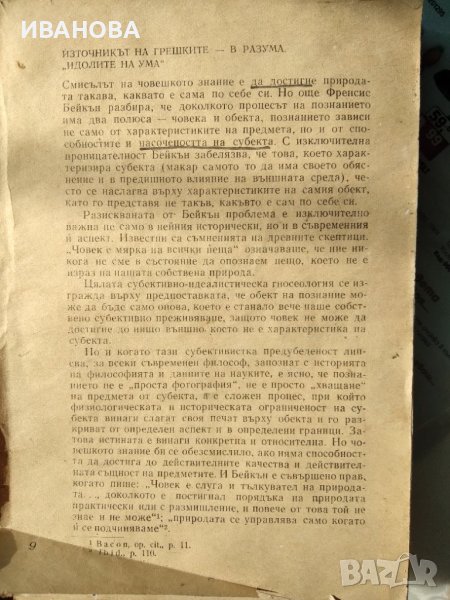 ИВАНОВА
ИЗТОЧНИКЪТ НА ГРЕШКИТЕ — В РАЗУМА.
„ИДОЛИТЕ НА УМА“
Смисълът на човешкото знание е да достигне природа-
та такава, каквато е сама по себе си. Но още Френсис
Бейкън разбира, че доколкото процесът на познанието
има два полюса — човека и обекта, познанието зависи
не само от характеристиките на предмета, но и от спо-
собностите и насочеността на субекта. С изключителна
проницателност Бейкън забелязва, че това, което харак-
теризира субекта (макар самото то да има своето обяс-
нение и в предишното влияние на външната среда), че-
сто се наслагва върху характеристиките на самия обект,
като го представя не такъв, какъвто е сам по себе си.
Разискваната от Бейкън проблема е изключително
важна не само в нейния исторически, но и в съвременния
ѝ аспект. Известни са съмненията на древните скептици.
„Човек е мярка на всички неща“ означаваше, че ние ни-
кога не сме в състояние да опознаем нещо, което не е
израз на нашата собствена природа.
Цялата субективно-идеалистическа гносеология се из-
гражда върху предпоставката, че обект на познание мо-
же да бъде само онова, което е станало вече наше соб-
ствено субективно преживяване, защото човек не може да
достигне до нищо външно, което не е характеристика на
субекта.
Но и когато тази субективистка предубеденост лип-
сва, за всеки съвременен философ, запознат с историята
на философията и данните на науките, е ясно, че позна-
нието не е „проста фотография“, не е просто „хващане“
на предмета от субекта, а е сложен процес, при който
физиологическата и историческата ограниченост на су-
бекта винаги слагат своя печат върху обекта и го раз-
криват от определен аспект и в определени граници. За-
това истината е винаги конкретна и относителна. Но чо-
вешкото знание би се обезсмислило, ако няма способност-
та да достига до действителните качества и действител-
ната същност на предметите. И Бейкън е съвършено прав,
когато пише: „Човек е слуга и тълкувател на природа-
та . . ., доколкото е постигнал порядъка на природата
практически или с размишление, и повече от това той не
знае и не може“¹; „природата се управлява само когато
ѝ се подчиняваме“².
¹ Bacon, op. cit., p. 11.
² Ibid., p. 110.
9
BAZAR